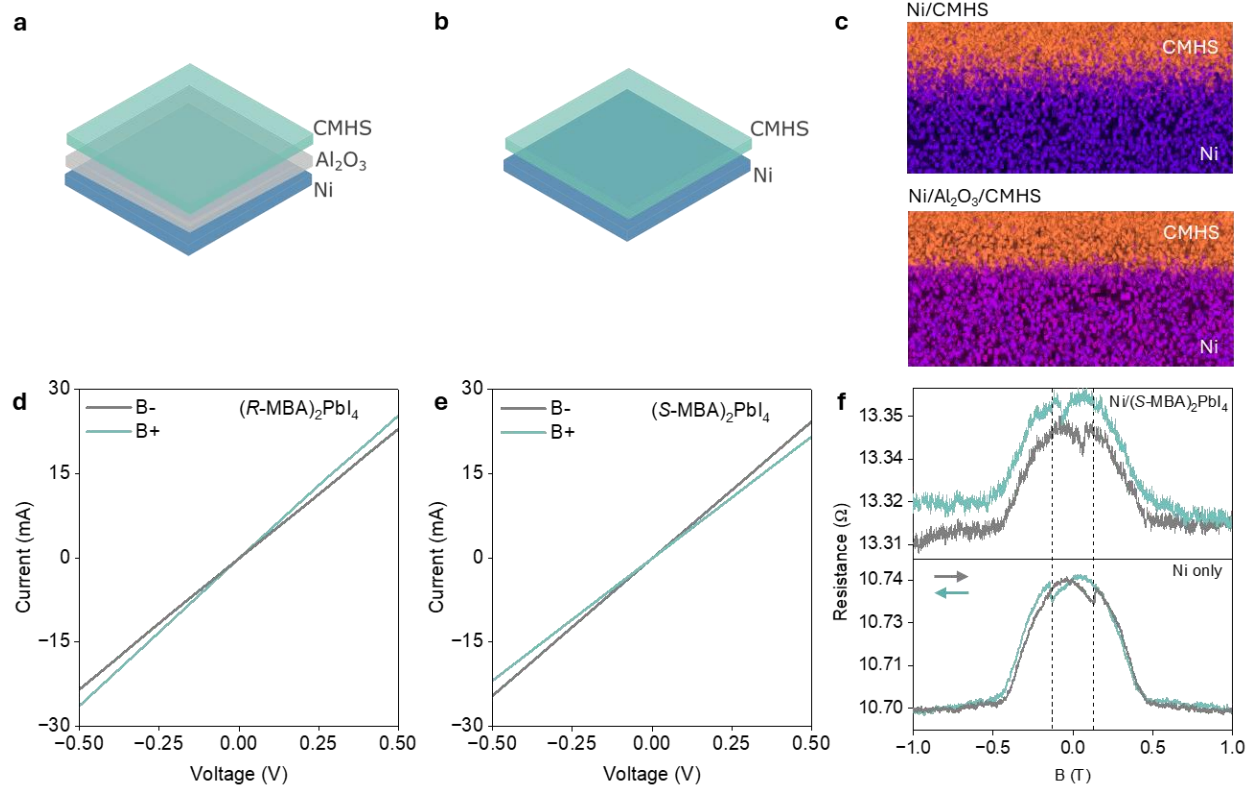 a
CMHS
Al₂O₃
Ni
b
CMHS
Ni
c
Ni/CMHS
CMHS
Ni
Ni/Al₂O₃/CMHS
CMHS
Ni
d
B-
B+
(R-MBA)₂PbI₄
30
15
0
−15
−30
Current (mA)
−0.50 −0.25 0.00 0.25 0.50
Voltage (V)
e
B-
B+
(S-MBA)₂PbI₄
30
15
0
−15
−30
Current (mA)
−0.50 −0.25 0.00 0.25 0.50
Voltage (V)
f
Ni/(S-MBA)₂PbI₄
13.35
13.34
13.32
13.31
Ni only
10.74
10.73
10.71
10.70
Resistance (Ω)
−1.0 −0.5 0.0 0.5 1.0
B (T)